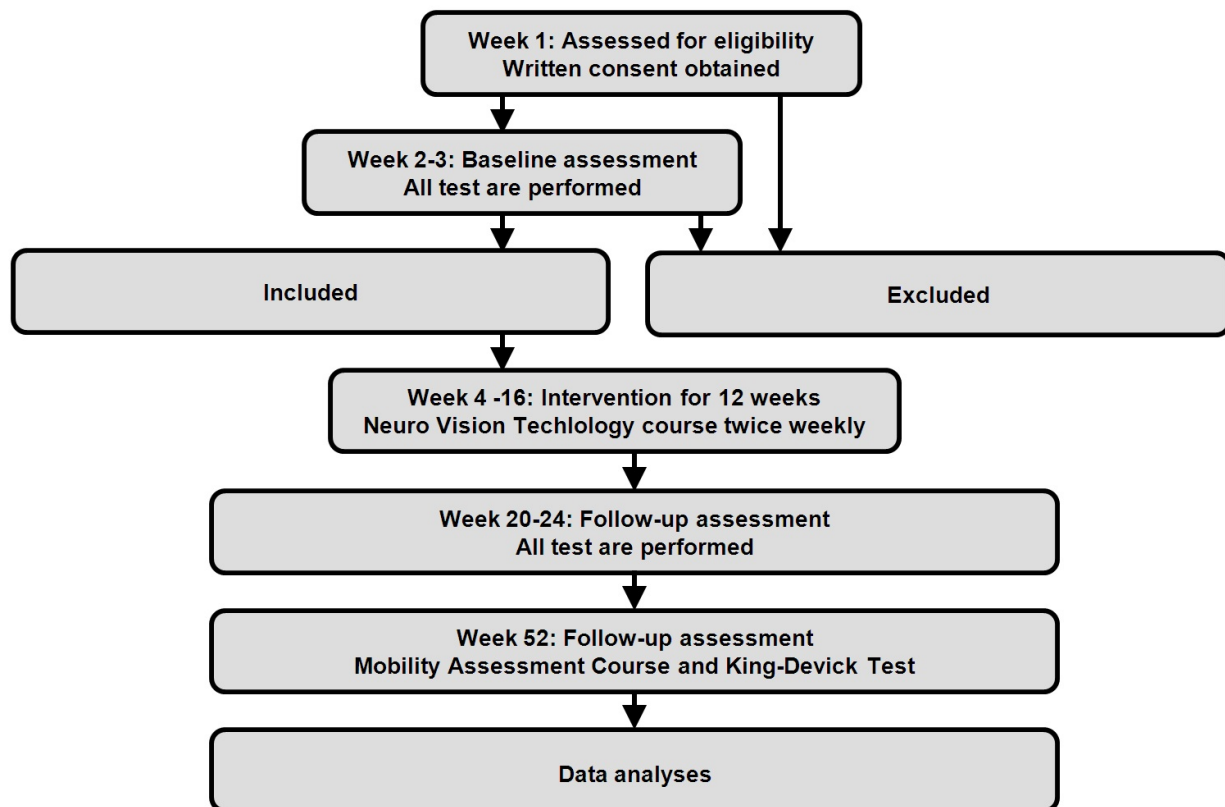 Week 1: Assessed for eligibility
Written consent obtained
Week 2-3: Baseline assessment
All test are performed
Included
Excluded
Week 4 -16: Intervention for 12 weeks
Neuro Vision Techlology course twice weekly
Week 20-24: Follow-up assessment
All test are performed
Week 52: Follow-up assessment
Mobility Assessment Course and King-Devick Test
Data analyses